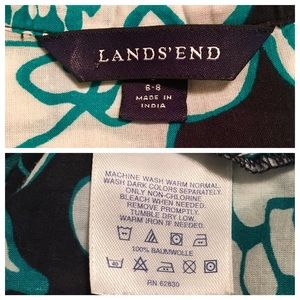 LANDS'END
6-8
MADE IN
INDIA
MACHINE WASH WARM NORMAL.
WASH DARK COLORS SEPARATELY.
ONLY NON-CHLORINE
BLEACH WHEN NEEDED.
REMOVE PROMPTLY.
TUMBLE DRY LOW.
WARM IRON IF NEEDED.
100% BAUMWOLLE
40
RN 62830